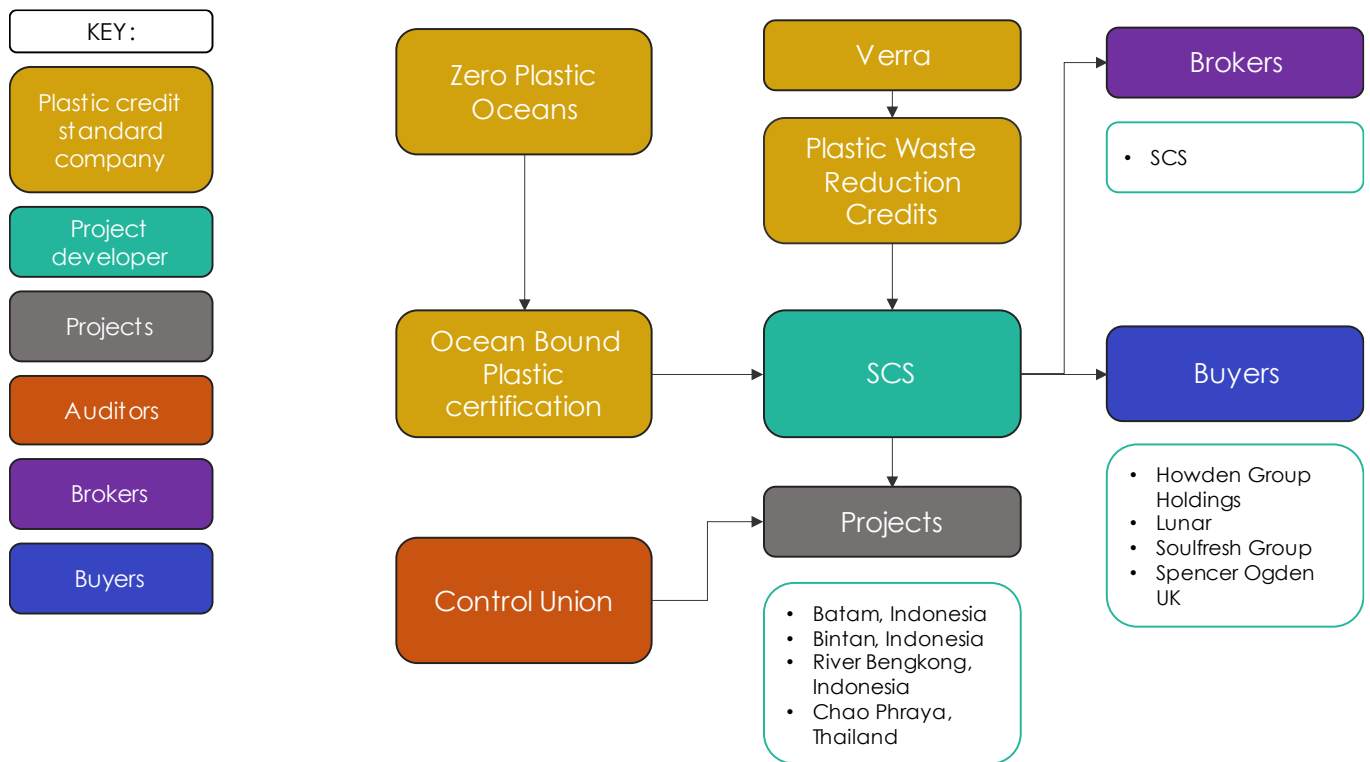 KEY:
Plastic credit
standard
company
Project
developer
Projects
Auditors
Brokers
Buyers
Zero Plastic
Oceans
Ocean Bound
Plastic
certification
Control Union
Verra
Plastic Waste
Reduction
Credits
SCS
Projects
• Batam, Indonesia
• Bintan, Indonesia
• River Bengkong,
Indonesia
• Chao Phraya,
Thailand
Brokers
• SCS
Buyers
• Howden Group
Holdings
• Lunar
• Soulfresh Group
• Spencer Ogden
UK